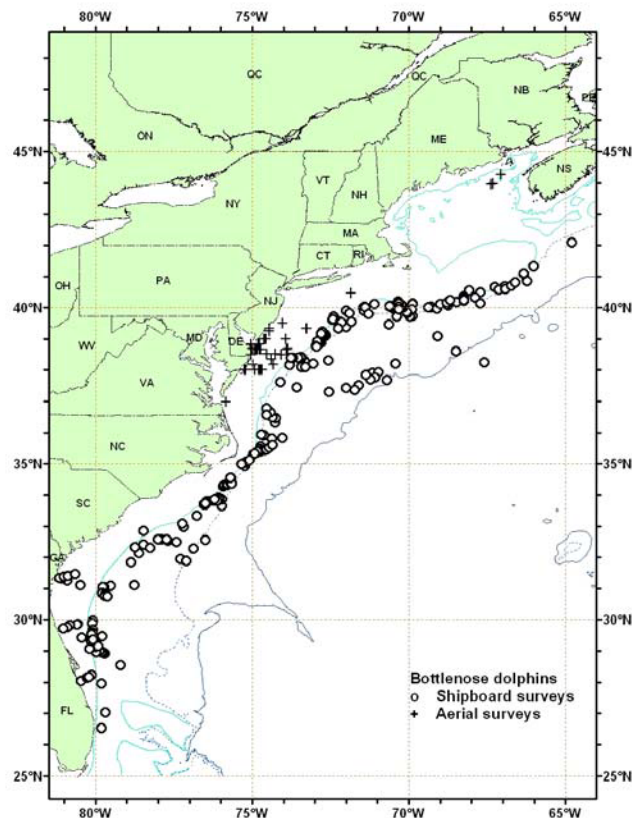 80°W 75°W 70°W 65°W
QC QC NB
PE
ON ME
45°N 45°N
NS
VT NH
NY
MA
CT RI
PA
OH NJ
40°N 40°N
MD DE
WV
VA
NC
35°N 35°N
SC
GA
30°N 30°N
Bottlenose dolphins
Shipboard surveys
FL
Aerial surveys
25°N 25°N
80°W 75°W 70°W 65°W